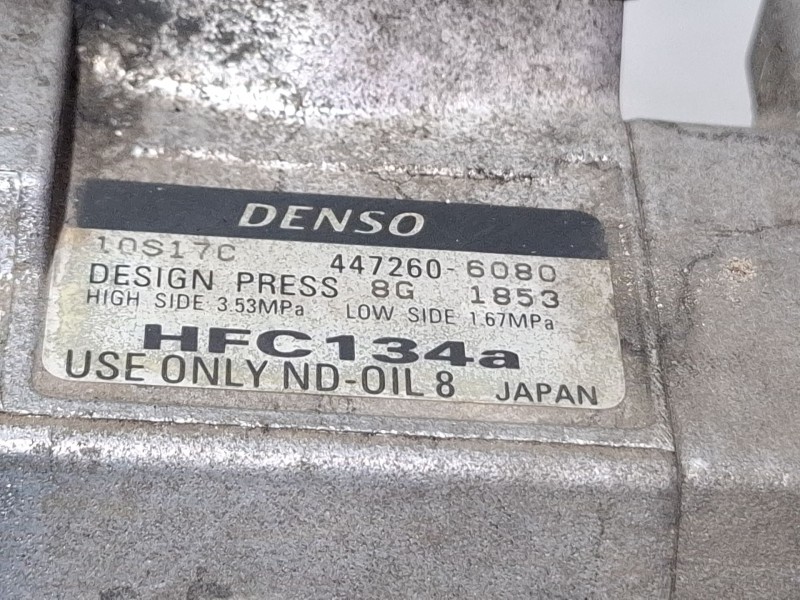 DENSO
10S17C 447260-6080
DESIGN PRESS 8G 1853
HIGH SIDE 3.53MPa LOW SIDE 1.67MPa
HFC134a
USE ONLY ND-OIL 8 JAPAN